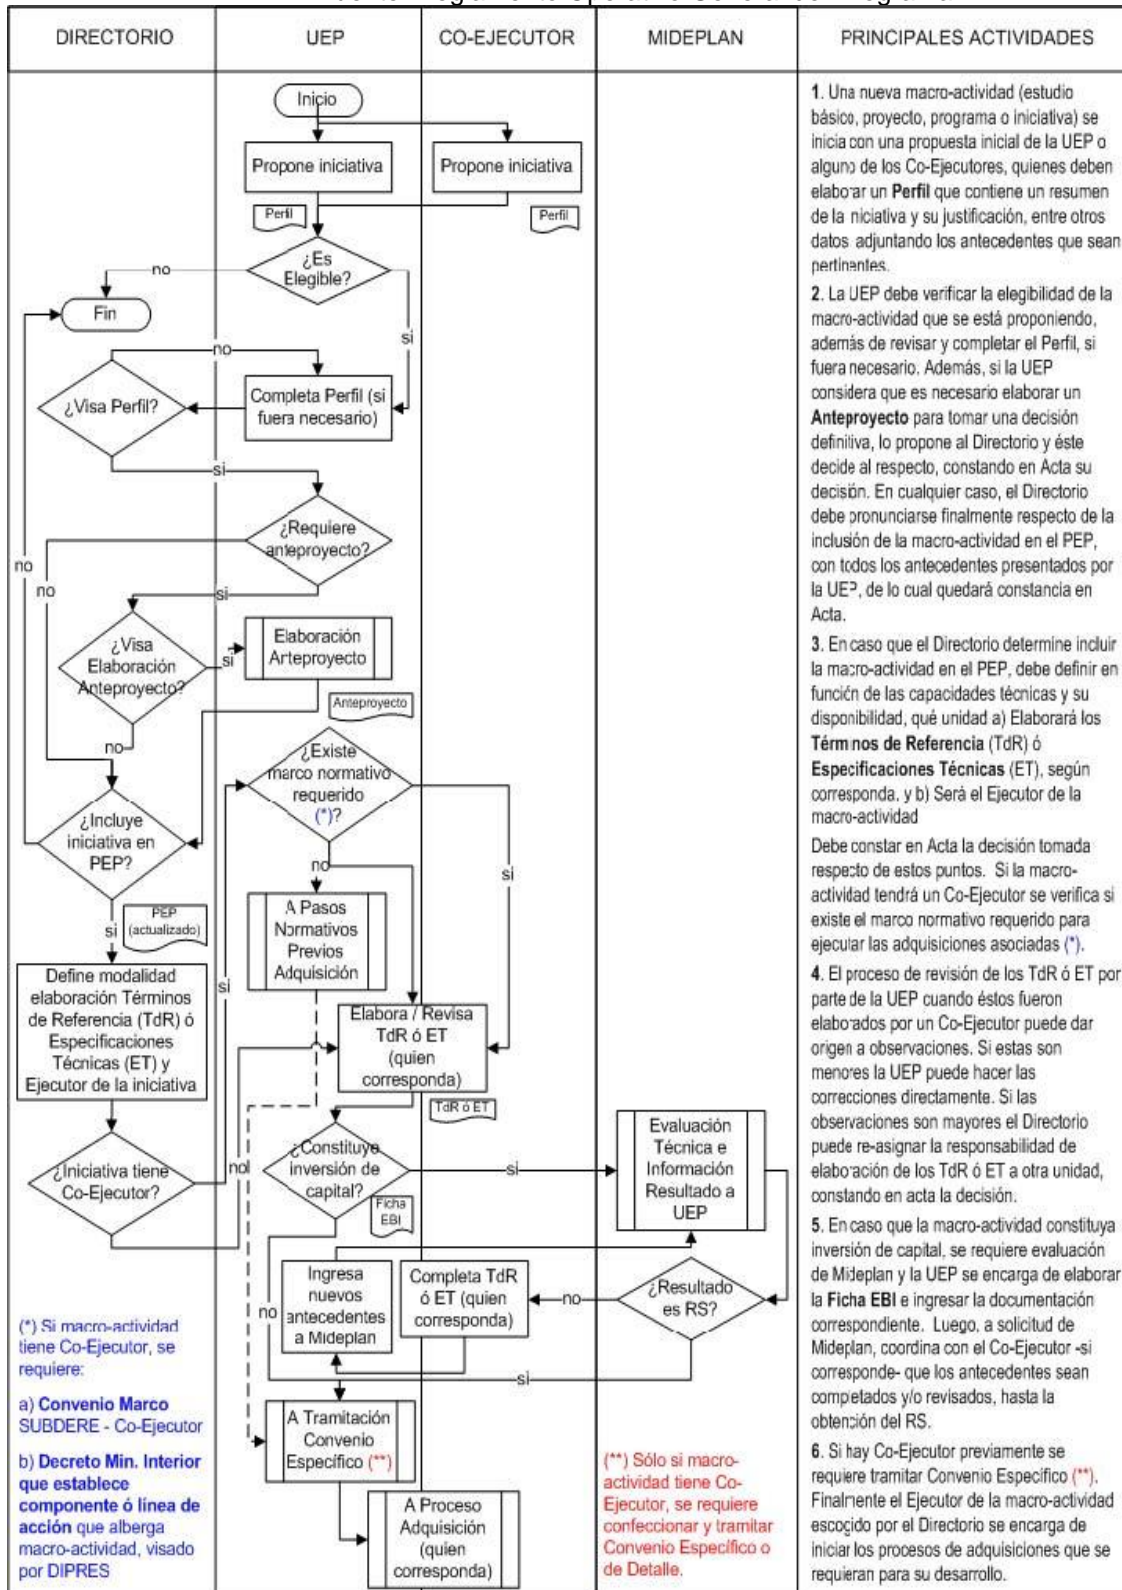 DIRECTORIO
UEP
CO-EJECUTOR
MIDEPLAN
PRINCIPALES ACTIVIDADES
Inicio
Propone iniciativa
Propone iniciativa
Perfil
Perfil
¿Es
Elegible?
no
si
Fin
no
¿Visa Perfil?
Completa Perfil (si
fuera necesario)
si
¿Requiere
anteproyecto?
no
no
si
¿Visa
Elaboración
Anteproyecto?
si
Elaboración
Anteproyecto
Anteproyecto
no
¿Existe
marco normativo
requerido
(*)?
¿Incluye
iniciativa en
PEP?
no
si
A Pasos
Normativos
Previos
Adquisición
si
PEP
(actualizado)
Define modalidad
elaboración Términos
de Referencia (TdR) ó
Especificaciones
Técnicas (ET) y
Ejecutor de la iniciativa
si
Elabora / Revisa
TdR ó ET
(quien
corresponda)
TdR ó ET
¿Iniciativa tiene
Co-Ejecutor?
no
¿Constituye
inversión de
capital?
si
Ficha
EBI
Evaluación
Técnica e
Información
Resultado a
UEP
Ingresa
nuevos
antecedentes
a Mideplan
Completa TdR
ó ET (quien
corresponda)
no
¿Resultado
es RS?
no
si
A Tramitación
Convenio
Específico (**)
A Proceso
Adquisición
(quien
corresponda)
(*) Si macro-actividad
tiene Co-Ejecutor, se
requiere:
a) Convenio Marco
SUBDERE - Co-Ejecutor
b) Decreto Min. Interior
que establece
componente ó línea de
acción que alberga
macro-actividad, visado
por DIPRES
(**) Sólo si macro-
actividad tiene Co-
Ejecutor, se requiere
confeccionar y tramitar
Convenio Específico o
de Detalle.
1. Una nueva macro-actividad (estudio
básico, proyecto, programa o iniciativa) se
inicia con una propuesta inicial de la UEP o
alguno de los Co-Ejecutores, quienes deben
elaborar un Perfil que contiene un resumen
de la iniciativa y su justificación, entre otros
datos adjuntando los antecedentes que sean
pertinentes.
2. La UEP debe verificar la elegibilidad de la
macro-actividad que se está proponiendo,
además de revisar y completar el Perfil, si
fuera necesario. Además, si la UEP
considera que es necesario elaborar un
Anteproyecto para tomar una decisión
definitiva, lo propone al Directorio y éste
decide al respecto, constando en Acta su
decisión. En cualquier caso, el Directorio
debe pronunciarse finalmente respecto de la
inclusión de la macro-actividad en el PEP,
con todos los antecedentes presentados por
la UEP, de lo cual quedará constancia en
Acta.
3. En caso que el Directorio determine incluir
la macro-actividad en el PEP, debe definir en
función de las capacidades técnicas y su
disponibilidad, qué unidad a) Elaborará los
Términos de Referencia (TdR) ó
Especificaciones Técnicas (ET), según
corresponda, y b) Será el Ejecutor de la
macro-actividad
Debe constar en Acta la decisión tomada
respecto de estos puntos. Si la macro-
actividad tendrá un Co-Ejecutor se verifica si
existe el marco normativo requerido para
ejecutar las adquisiciones asociadas (*).
4. El proceso de revisión de los TdR ó ET por
parte de la UEP cuando éstos fueron
elaborados por un Co-Ejecutor puede dar
origen a observaciones. Si estas son
menores la UEP puede hacer las
correcciones directamente. Si las
observaciones son mayores el Directorio
puede re-asignar la responsabilidad de
elaboración de los TdR ó ET a otra unidad,
constando en acta la decisión.
5. En caso que la macro-actividad constituya
inversión de capital, se requiere evaluación
de Mideplan y la UEP se encarga de elaborar
la Ficha EBI e ingresar la documentación
correspondiente. Luego, a solicitud de
Mideplan, coordina con el Co-Ejecutor -si
corresponde- que los antecedentes sean
completados y/o revisados, hasta la
obtención del RS.
6. Si hay Co-Ejecutor previamente se
requiere tramitar Convenio Específico (**).
Finalmente el Ejecutor de la macro-actividad
escogido por el Directorio se encarga de
iniciar los procesos de adquisiciones que se
requieran para su desarrollo.